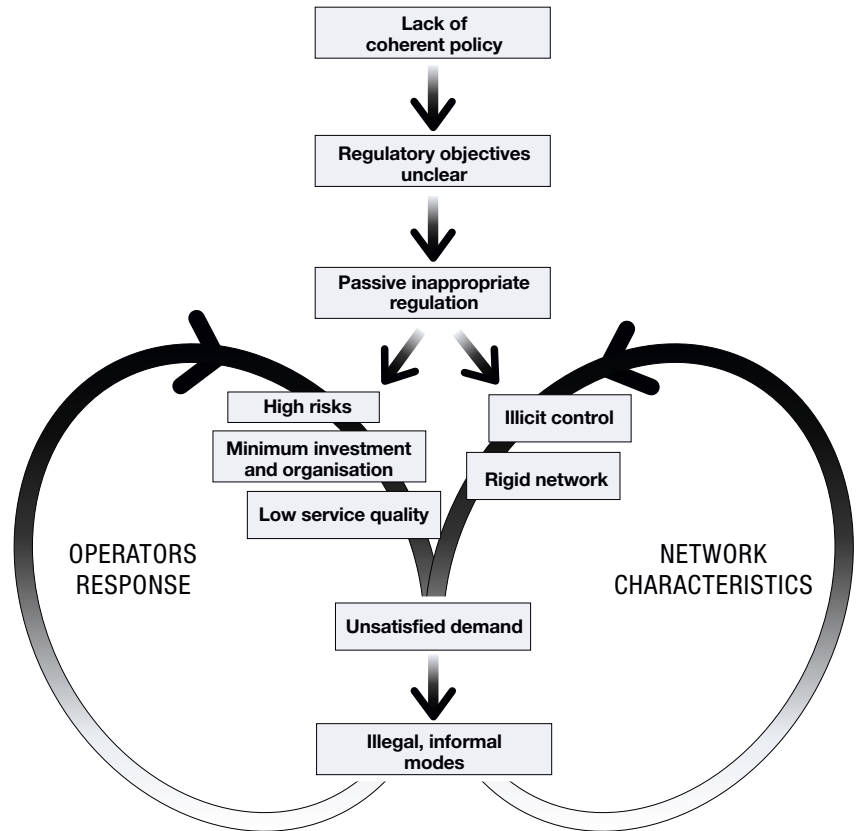 Lack of
coherent policy
Regulatory objectives
unclear
Passive inappropriate
regulation
High risks
Minimum investment
and organisation
Low service quality
Illicit control
Rigid network
OPERATORS
RESPONSE
NETWORK
CHARACTERISTICS
Unsatisfied demand
Illegal, informal
modes